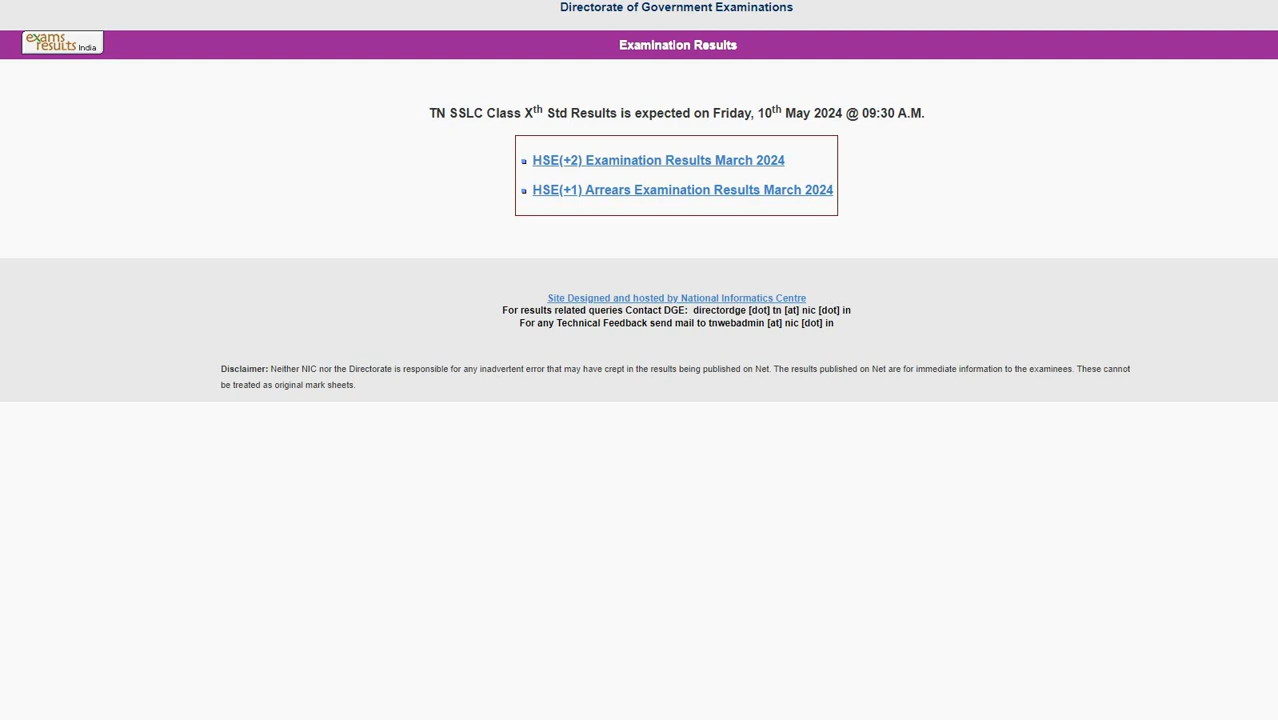 Directorate of Government Examinations
exams
results India
Examination Results
TN SSLC Class Xth Std Results is expected on Friday, 10th May 2024 @ 09:30 A.M.
HSE(+2) Examination Results March 2024
HSE(+1) Arrears Examination Results March 2024
Site Designed and hosted by National Informatics Centre
For results related queries Contact DGE: directordge [dot] tn [at] nic [dot] in
For any Technical Feedback send mail to tnwebadmin [at] nic [dot] in
Disclaimer: Neither NIC nor the Directorate is responsible for any inadvertent error that may have crept in the results being published on Net. The results published on Net are for immediate information to the examinees. These cannot
be treated as original mark sheets.